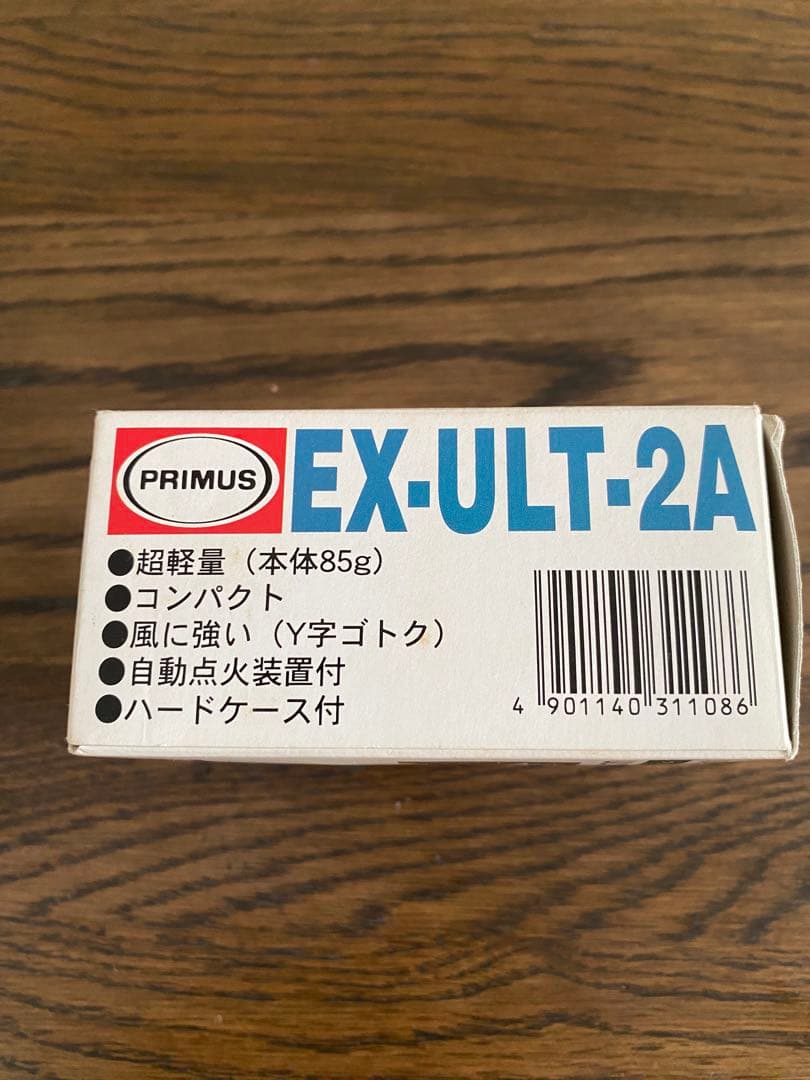 PRIMUS
EX-ULT-2A
●超軽量(本体85g)
●コンパクト
●風に強い(Y字ゴトク)
●自動点火装置付
●ハードケース付
4 901140 311086